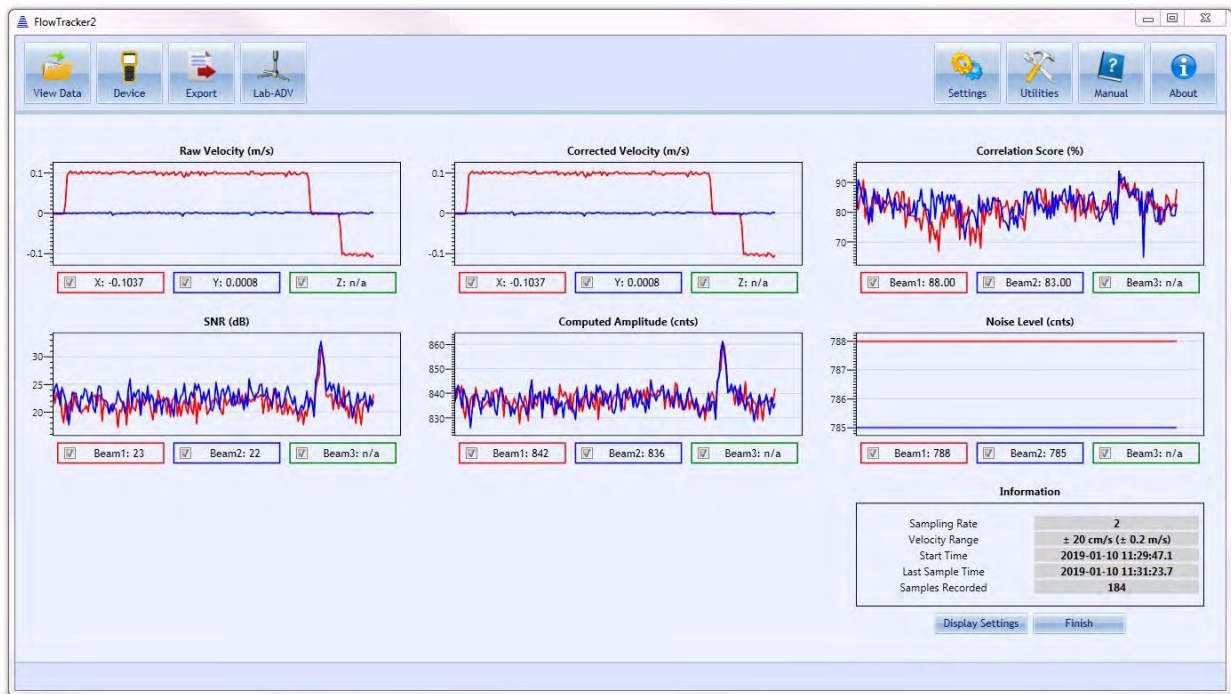 FlowTracker2
View Data Device Export Lab-ADV Settings Utilities Manual About
Raw Velocity (m/s)
0.1
0
-0.1
X: -0.1037 Y: 0.0008 Z: n/a
Corrected Velocity (m/s)
0.1
0
-0.1
X: -0.1037 Y: 0.0008 Z: n/a
Correlation Score (%)
90
80
70
Beam1: 88.00 Beam2: 83.00 Beam3: n/a
SNR (dB)
30
25
20
Beam1: 23 Beam2: 22 Beam3: n/a
Computed Amplitude (cnts)
860
850
840
830
Beam1: 842 Beam2: 836 Beam3: n/a
Noise Level (cnts)
788
787
786
785
Beam1: 788 Beam2: 785 Beam3: n/a
Information
Sampling Rate 2
Velocity Range ± 20 cm/s (± 0.2 m/s)
Start Time 2019-01-10 11:29:47.1
Last Sample Time 2019-01-10 11:31:23.7
Samples Recorded 184
Display Settings Finish